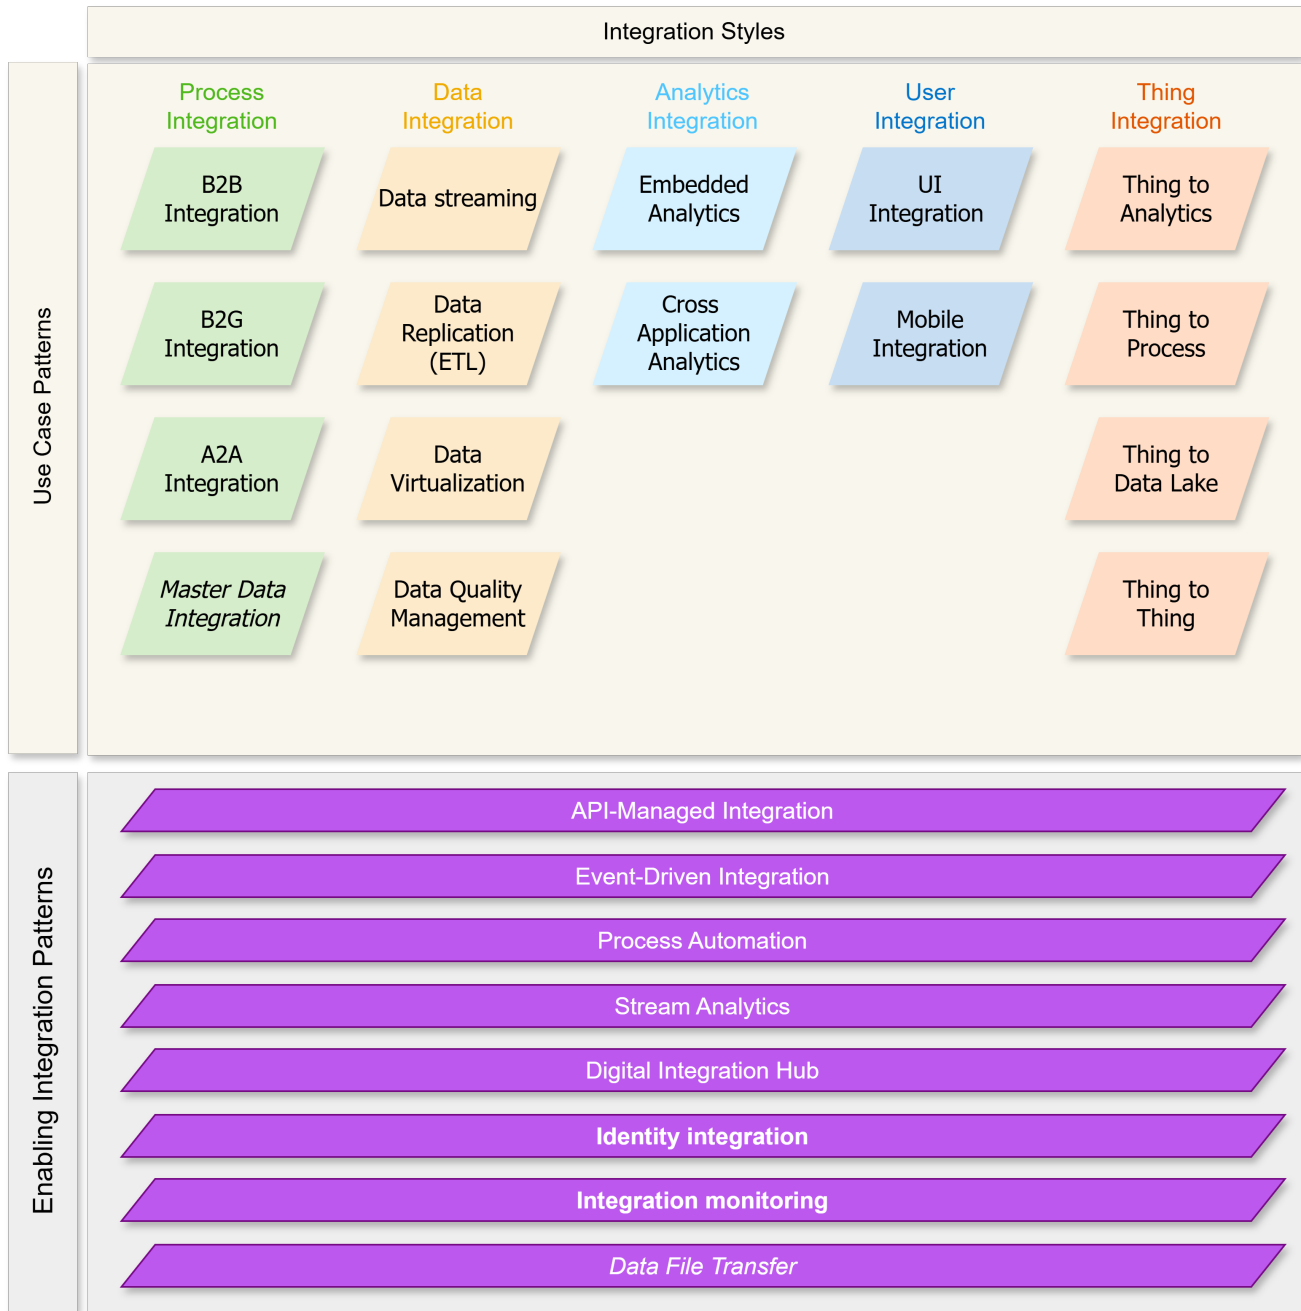 Integration Styles
Use Case Patterns
Process
Integration
Data
Integration
Analytics
Integration
User
Integration
Thing
Integration
B2B
Integration
Data streaming
Embedded
Analytics
UI
Integration
Thing to
Analytics
B2G
Integration
Data
Replication
(ETL)
Cross
Application
Analytics
Mobile
Integration
Thing to
Process
A2A
Integration
Data
Virtualization
Thing to
Data Lake
Master Data
Integration
Data Quality
Management
Thing to
Thing
Enabling Integration Patterns
API-Managed Integration
Event-Driven Integration
Process Automation
Stream Analytics
Digital Integration Hub
Identity integration
Integration monitoring
Data File Transfer